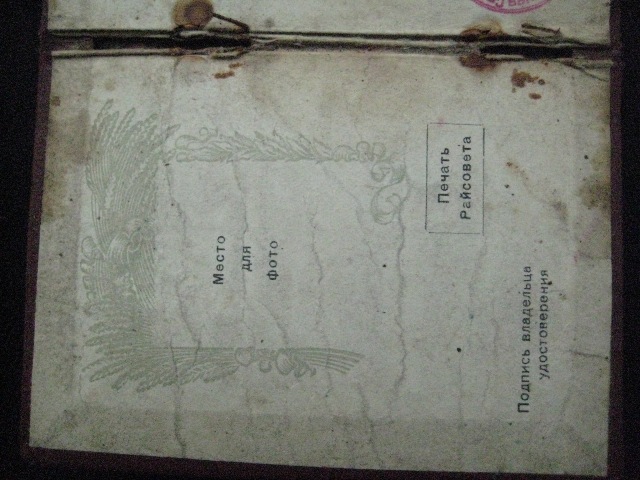 Место
для
фото
Печать
Райсовета
Подпись владельца
удостоверения